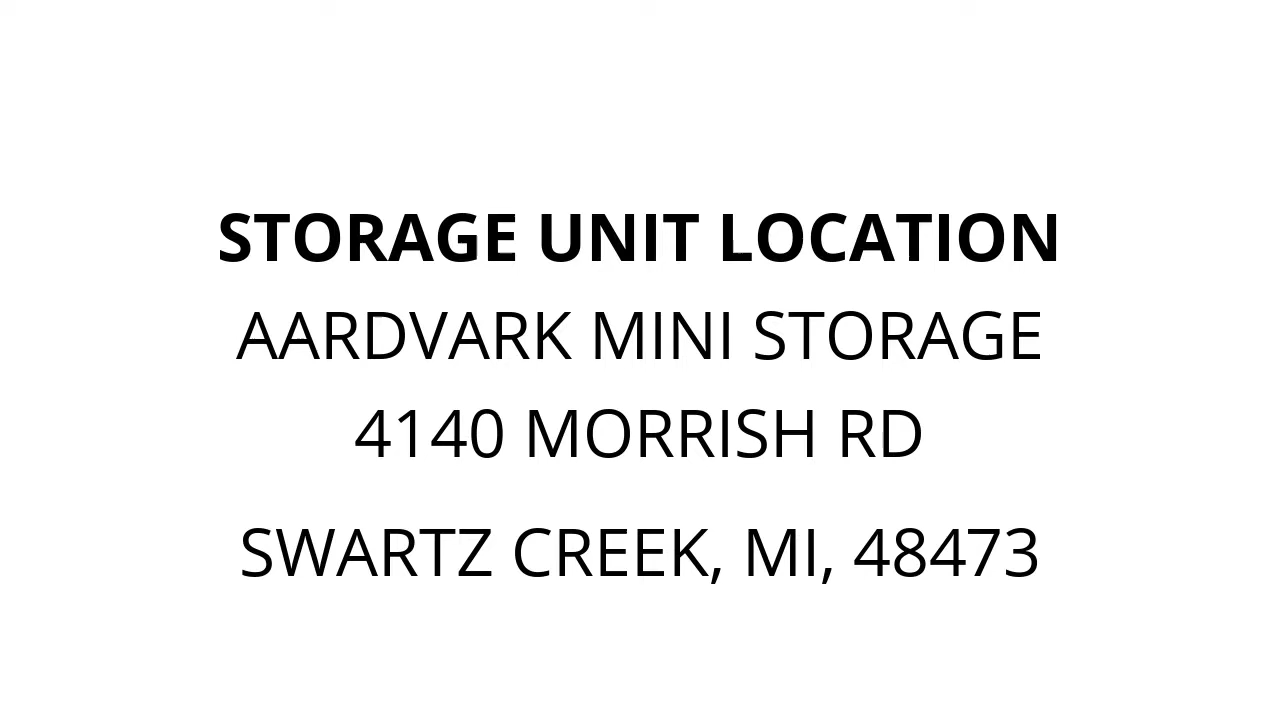 STORAGE UNIT LOCATION
AARDVARK MINI STORAGE
4140 MORRISH RD
SWARTZ CREEK, MI, 48473